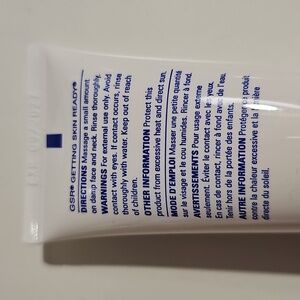 GSR® GETTING SKIN READY®
DIRECTIONS Massage a small amount
on damp face and neck. Rinse thoroughly.
WARNINGS For external use only. Avoid
contact with eyes. If contact occurs, rinse
thoroughly with water. Keep out of reach
of children.
OTHER INFORMATION Protect this
product from excessive heat and direct sun.
MODE D'EMPLOI Masser une petite quantité
sur le visage et le cou humides. Rincer à fond.
AVERTISSEMENTS Pour usage externe
seulement. Éviter le contact avec les yeux.
En cas de contact, rincer à fond avec de l'eau.
Tenir hors de la portée des enfants.
AUTRE INFORMATION Protéger ce produit
contre la chaleur excessive et la lumière
directe du soleil.